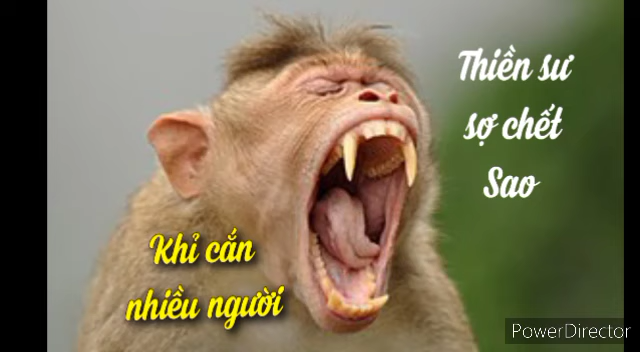 Thiền sư
sợ chết
Sao
Khỉ cắn
nhiều người
PowerDirector